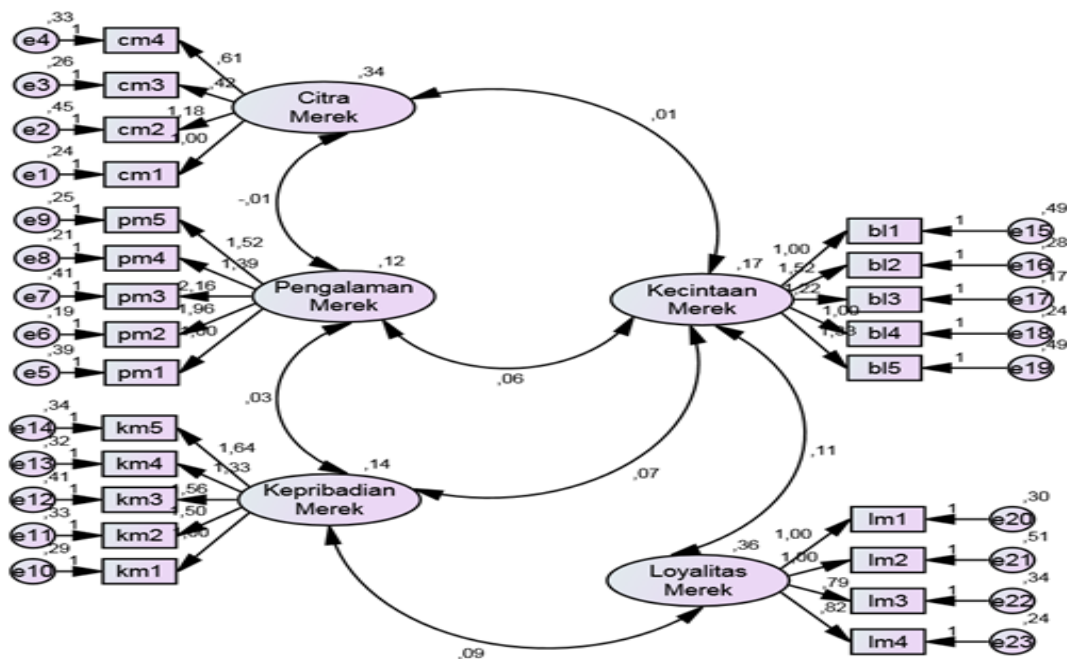 ,33
e4 1 cm4
,26
e3 1 cm3
,45
e2 1 cm2
,24
e1 1 cm1
,61
,42
1,18
1,00
,34
Citra
Merek
,01
-,01
,25
e9 1 pm5
,21
e8 1 pm4
,41
e7 1 pm3
,19
e6 1 pm2
,39
e5 1 pm1
1,52
1,39
2,16
1,96
,12
Pengalaman
Merek
,06
,03
,17
Kecintaan
Merek
1,00
1,52
1,22
1,00
,49
bl1 1 e15
,28
bl2 1 e16
,17
bl3 1 e17
,24
bl4 1 e18
,49
bl5 1 e19
,34
e14 1 km5
,32
e13 1 km4
,41
e12 1 km3
,33
e11 1 km2
,29
e10 1 km1
1,64
1,33
1,56
1,50
,14
Kepribadian
Merek
,07
,11
,09
,36
Loyalitas
Merek
1,00
1,00
,79
,82
,30
lm1 1 e20
,51
lm2 1 e21
,34
lm3 1 e22
,24
lm4 1 e23